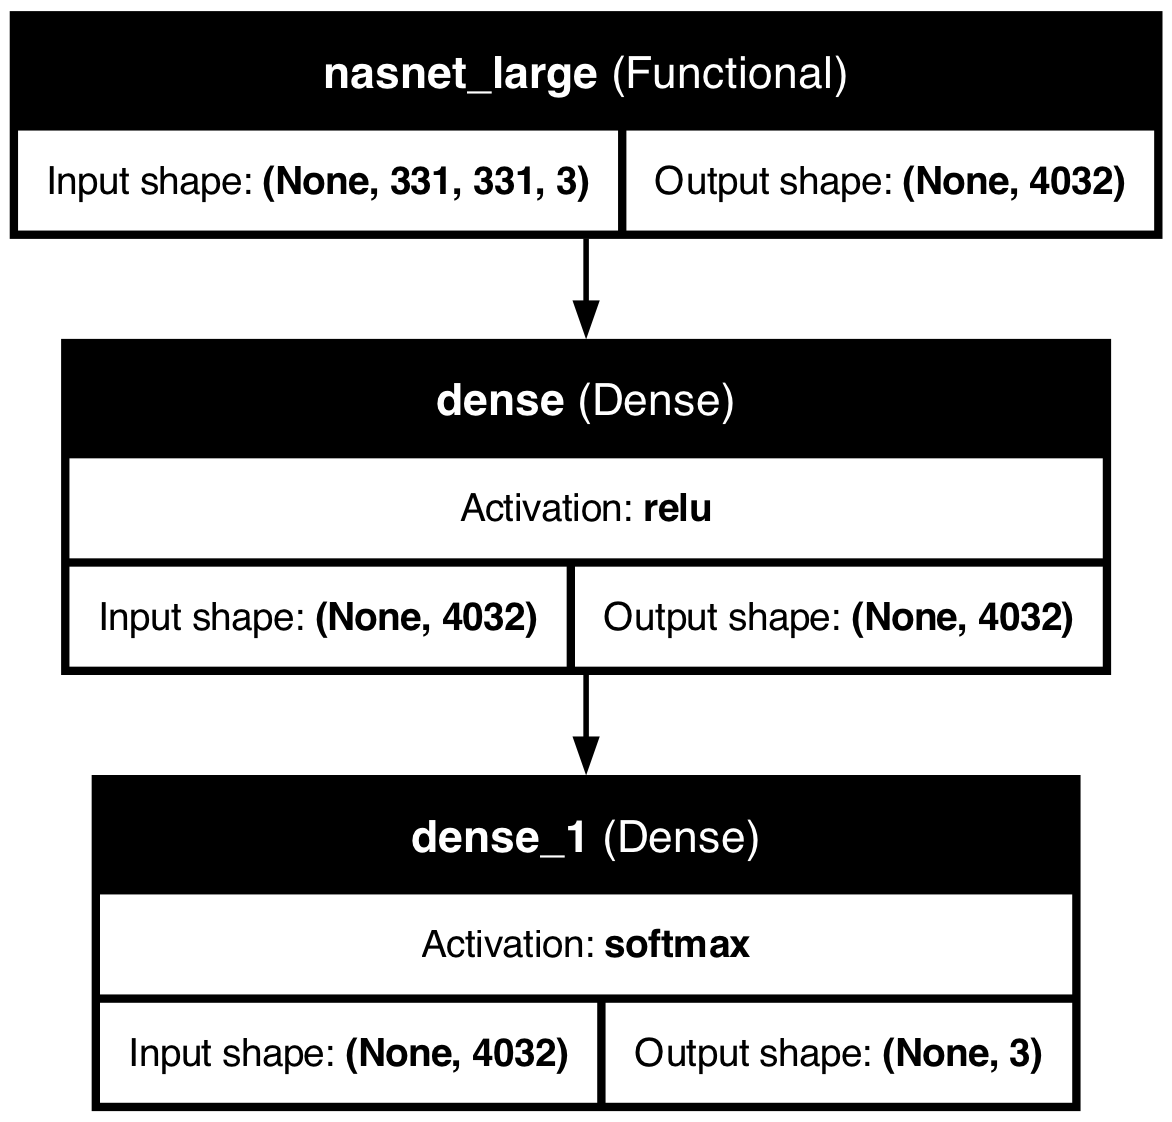 nasnet_large (Functional)
Input shape: (None, 331, 331, 3) Output shape: (None, 4032)
dense (Dense)
Activation: relu
Input shape: (None, 4032) Output shape: (None, 4032)
dense_1 (Dense)
Activation: softmax
Input shape: (None, 4032) Output shape: (None, 3)